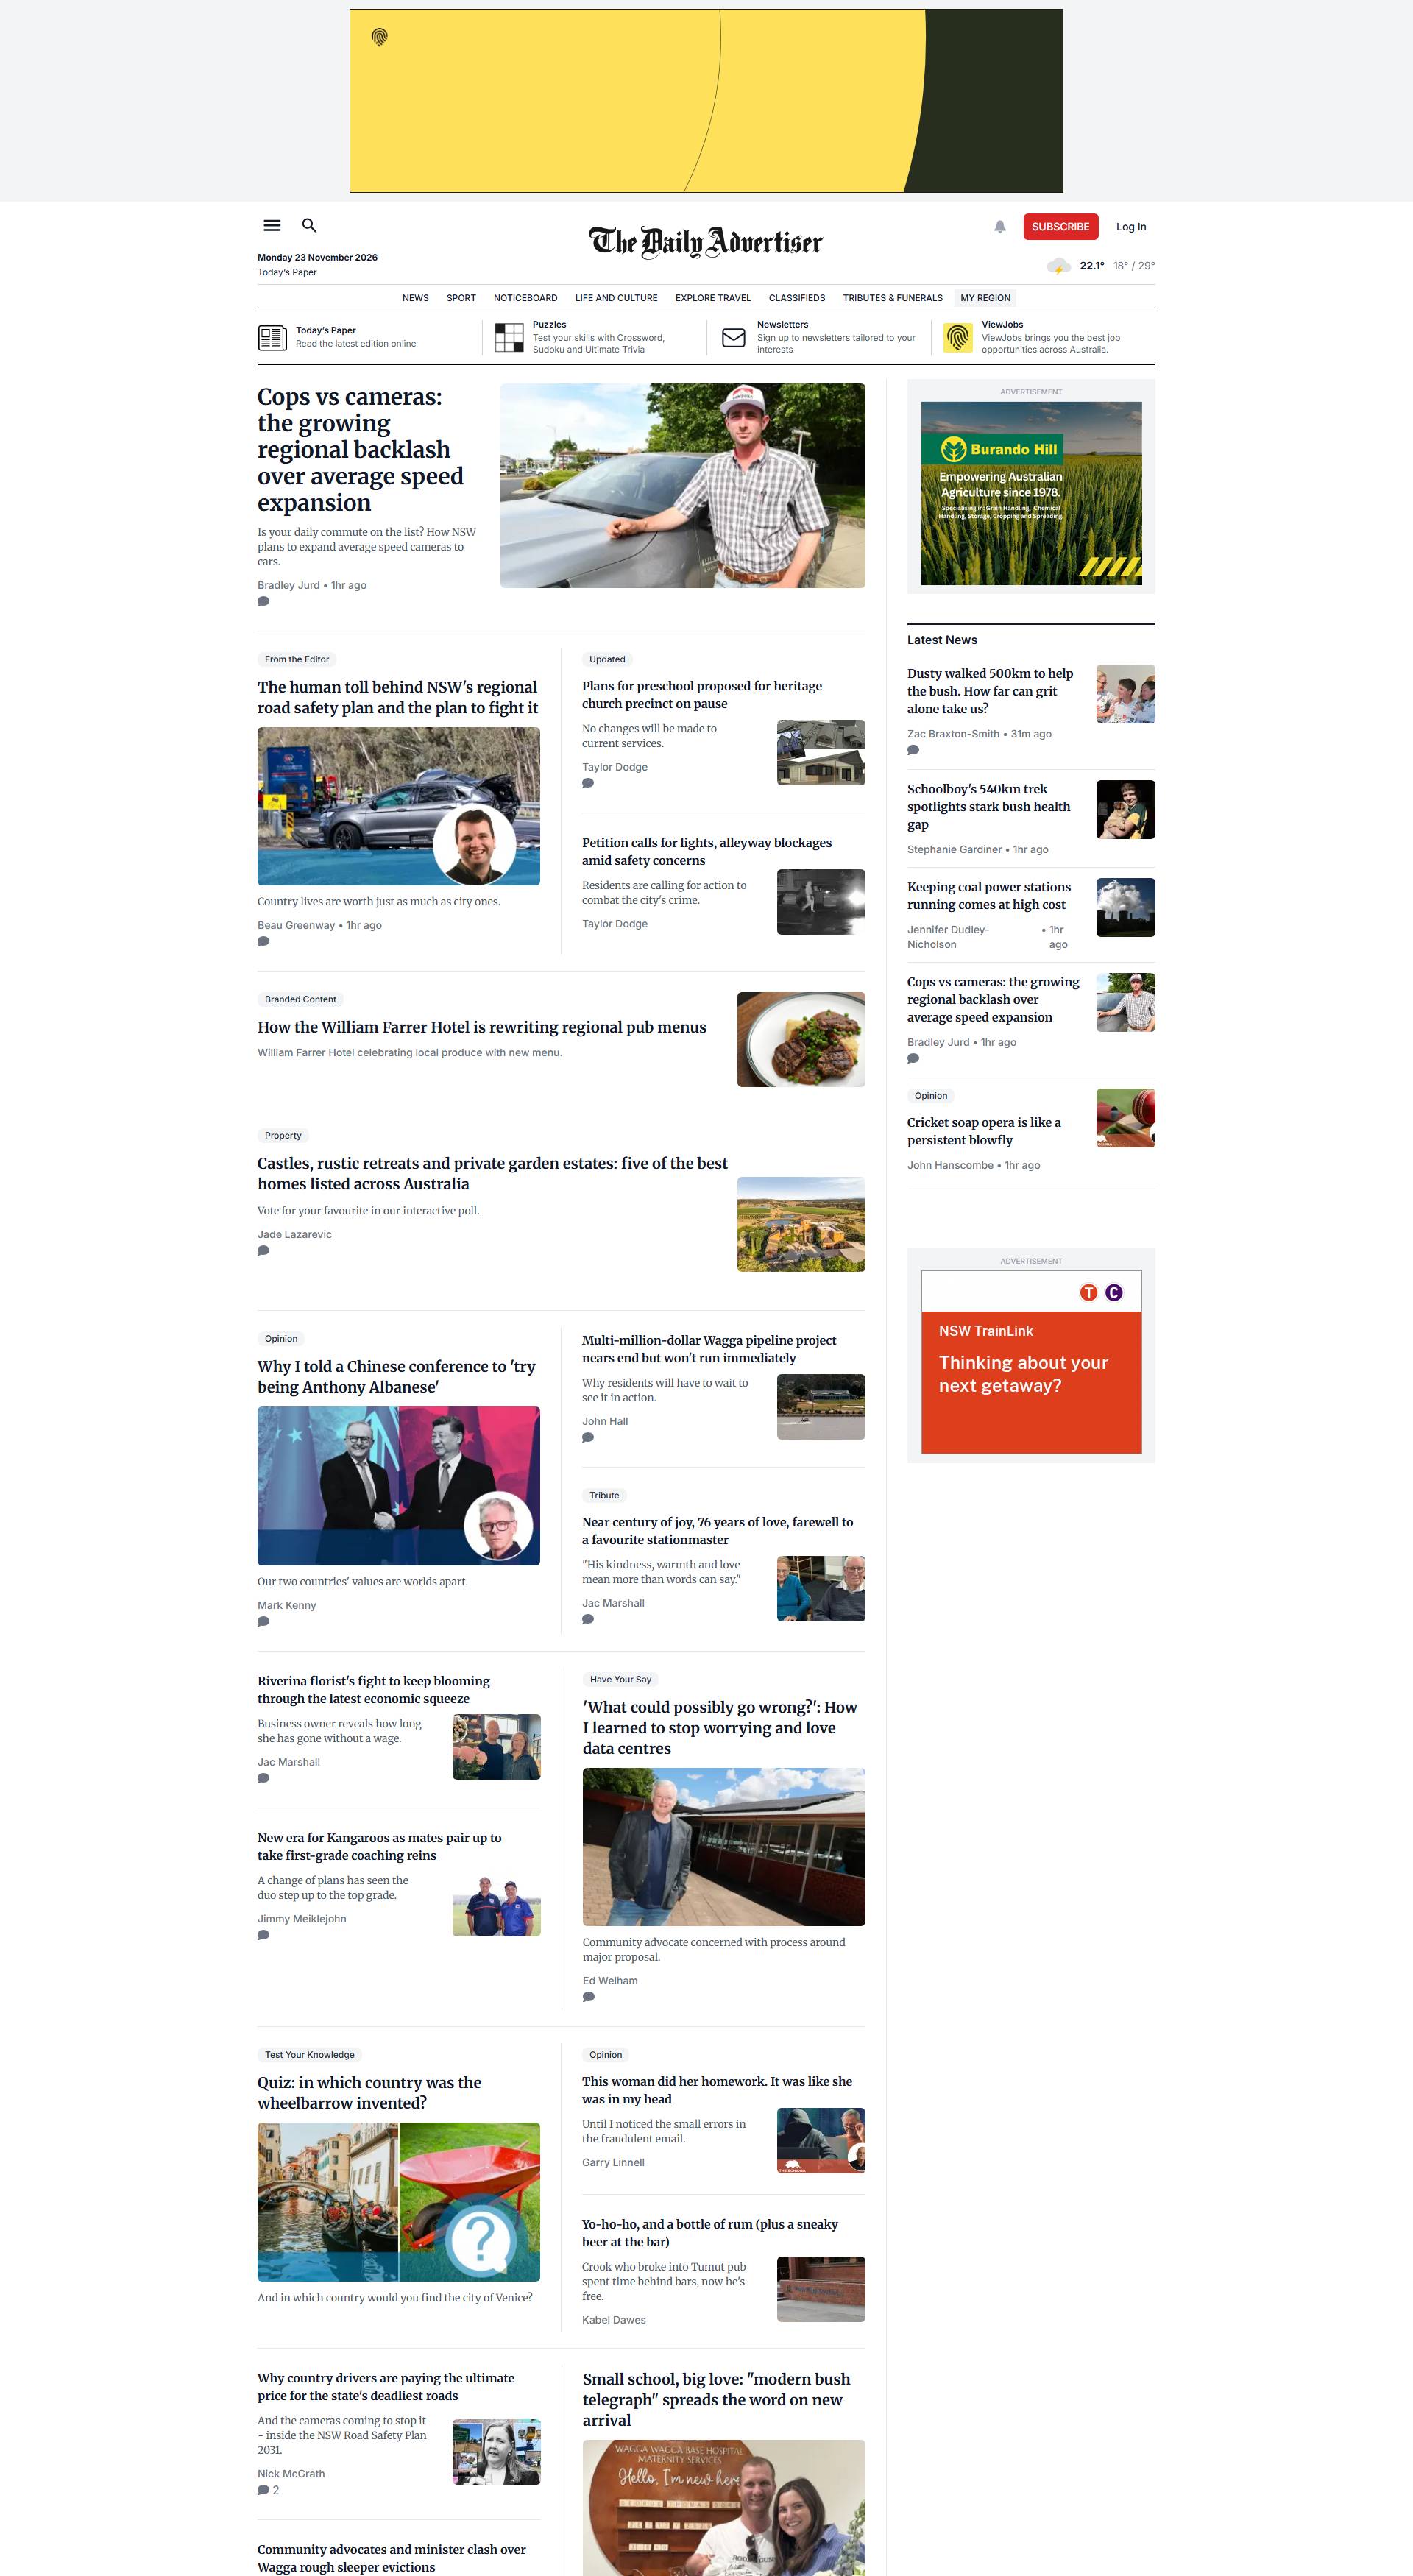 SUBSCRIBE
Log In
The Daily Advertiser
Monday 23 November 2026
Today's Paper
22.1° 18° / 29°
NEWS SPORT NOTICEBOARD LIFE AND CULTURE EXPLORE TRAVEL CLASSIFIEDS TRIBUTES & FUNERALS MY REGION
Today's Paper
Read the latest edition online
Puzzles
Test your skills with Crossword,
Sudoku and Ultimate Trivia
Newsletters
Sign up to newsletters tailored to your
interests
ViewJobs
ViewJobs brings you the best job
opportunities across Australia.
Cops vs cameras:
the growing
regional backlash
over average speed
expansion
Is your daily commute on the list? How NSW
plans to expand average speed cameras to
cars.
Bradley Jurd • 1hr ago
From the Editor
The human toll behind NSW's regional
road safety plan and the plan to fight it
Country lives are worth just as much as city ones.
Beau Greenway • 1hr ago
Updated
Plans for preschool proposed for heritage
church precinct on pause
No changes will be made to
current services.
Taylor Dodge
Petition calls for lights, alleyway blockages
amid safety concerns
Residents are calling for action to
combat the city's crime.
Taylor Dodge
Branded Content
How the William Farrer Hotel is rewriting regional pub menus
William Farrer Hotel celebrating local produce with new menu.
Property
Castles, rustic retreats and private garden estates: five of the best
homes listed across Australia
Vote for your favourite in our interactive poll.
Jade Lazarevic
Opinion
Why I told a Chinese conference to 'try
being Anthony Albanese'
Our two countries' values are worlds apart.
Mark Kenny
Multi-million-dollar Wagga pipeline project
nears end but won't run immediately
Why residents will have to wait to
see it in action.
John Hall
Tribute
Near century of joy, 76 years of love, farewell to
a favourite stationmaster
"His kindness, warmth and love
mean more than words can say."
Jac Marshall
Riverina florist's fight to keep blooming
through the latest economic squeeze
Business owner reveals how long
she has gone without a wage.
Jac Marshall
New era for Kangaroos as mates pair up to
take first-grade coaching reins
A change of plans has seen the
duo step up to the top grade.
Jimmy Meiklejohn
Have Your Say
'What could possibly go wrong?': How
I learned to stop worrying and love
data centres
Community advocate concerned with process around
major proposal.
Ed Welham
Test Your Knowledge
Quiz: in which country was the
wheelbarrow invented?
?
And in which country would you find the city of Venice?
Opinion
This woman did her homework. It was like she
was in my head
Until I noticed the small errors in
the fraudulent email.
Garry Linnell
Yo-ho-ho, and a bottle of rum (plus a sneaky
beer at the bar)
Crook who broke into Tumut pub
spent time behind bars, now he's
free.
Kabel Dawes
Why country drivers are paying the ultimate
price for the state's deadliest roads
And the cameras coming to stop it
- inside the NSW Road Safety Plan
2031.
Nick McGrath
2
Community advocates and minister clash over
Wagga rough sleeper evictions
Small school, big love: "modern bush
telegraph" spreads the word on new
arrival
WAGGA WAGGA BASE HOSPITAL
MATERNITY SERVICES
Hello, I'm new here
ADVERTISEMENT
Burando Hill
Empowering Australian
Agriculture since 1978.
Specialising in: Grain Handling, Chemical
Handling, Storage, Cropping and Spreading.
Latest News
Dusty walked 500km to help
the bush. How far can grit
alone take us?
Zac Braxton-Smith • 31m ago
Schoolboy's 540km trek
spotlights stark bush health
gap
Stephanie Gardiner • 1hr ago
Keeping coal power stations
running comes at high cost
Jennifer Dudley-
Nicholson
• 1hr
ago
Cops vs cameras: the growing
regional backlash over
average speed expansion
Bradley Jurd • 1hr ago
Opinion
Cricket soap opera is like a
persistent blowfly
John Hanscombe • 1hr ago
ADVERTISEMENT
T C
NSW TrainLink
Thinking about your
next getaway?